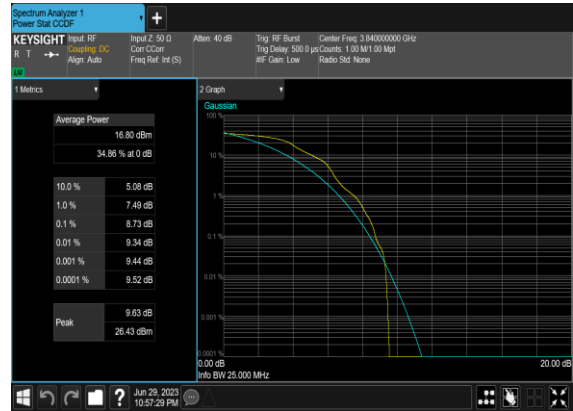 Spectrum Analyzer 1
Power Stat CCDF
KEYSIGHT
R T
LW
Input: RF
Coupling: DC
Align: Auto
Input Z: 50 Ω
Corr CCorr
Freq Ref: Int (S)
Atten: 40 dB
Trig: RF Burst
Trig Delay: 500.0 µs
#IF Gain: Low
Center Freq: 3.840000000 GHz
Counts: 1.00 M/1.00 Mpt
Radio Std: None
1 Metrics
Average Power
16.80 dBm
34.86 % at 0 dB
10.0 % 5.08 dB
1.0 % 7.49 dB
0.1 % 8.73 dB
0.01 % 9.34 dB
0.001 % 9.44 dB
0.0001 % 9.52 dB
Peak
9.63 dB
26.43 dBm
2 Graph
Gaussian
100 %
10 %
1 %
0.1 %
0.01 %
0.001 %
0.0001 %
0.00 dB
20.00 dB
Info BW 25.000 MHz
Jun 29, 2023
10:57:29 PM